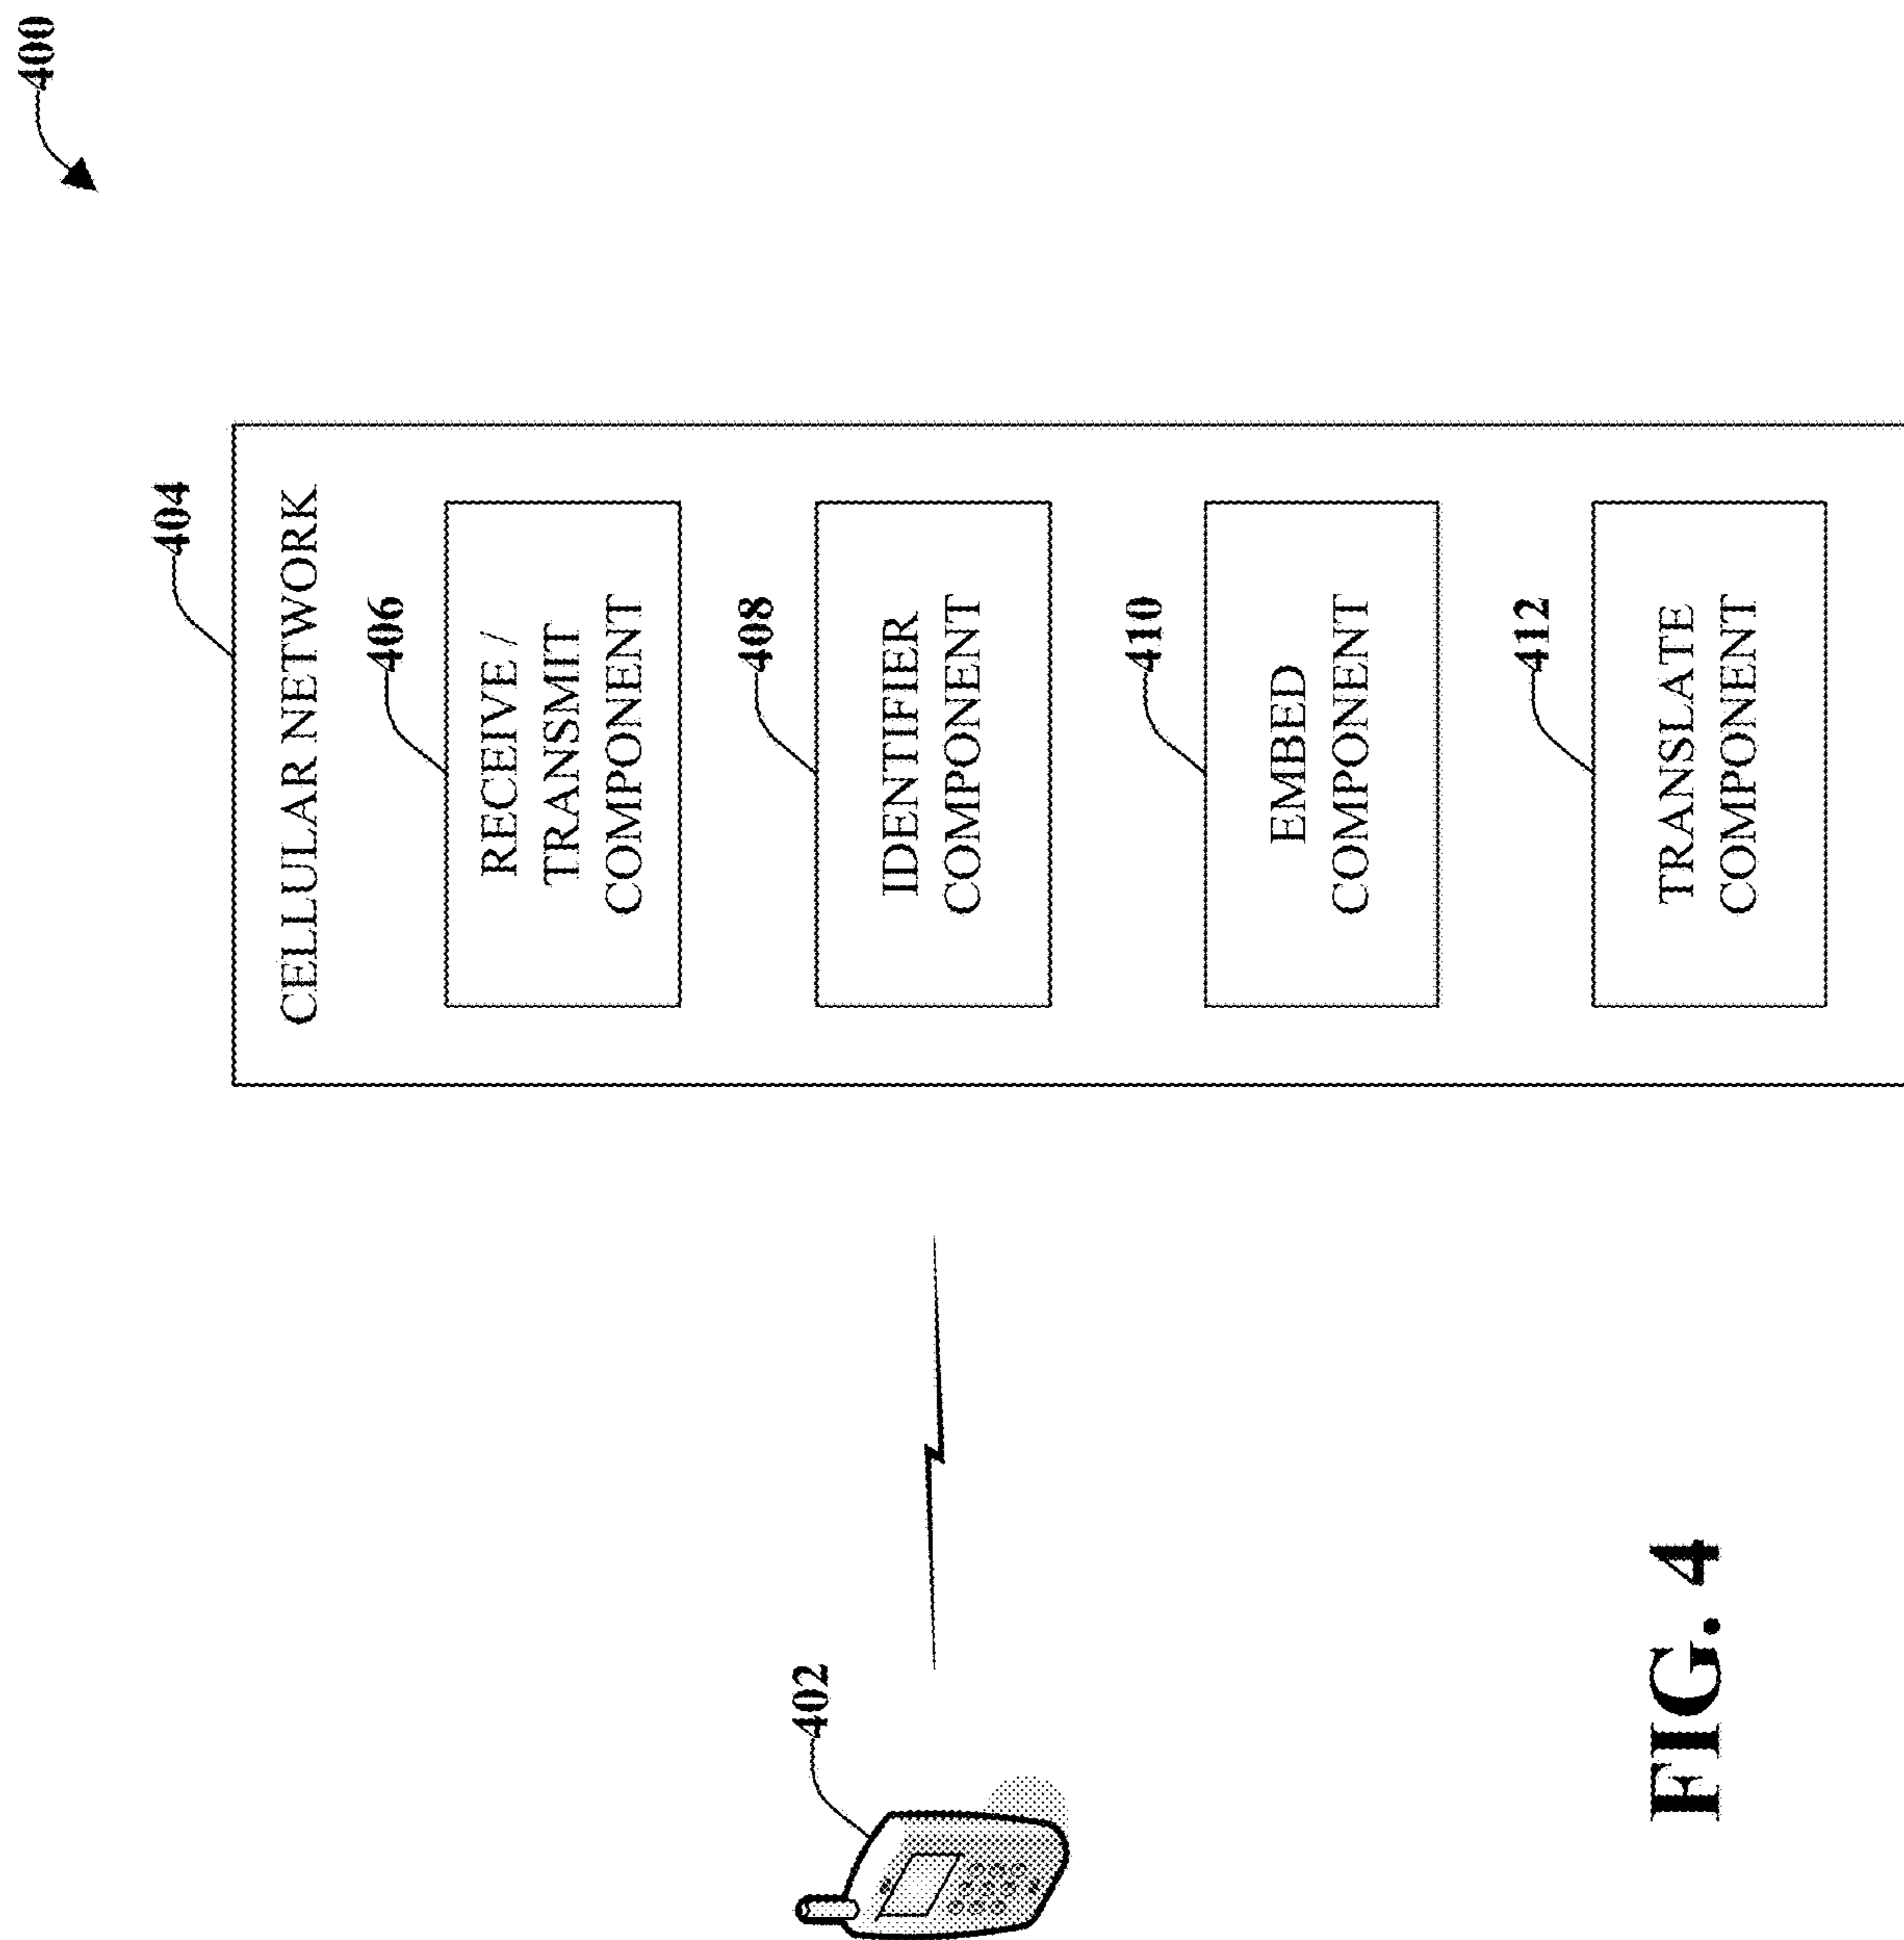 400
404
CELLULAR NETWORK
406
RECEIVE /
TRANSMIT
COMPONENT
408
IDENTIFIER
COMPONENT
402
410
EMBED
COMPONENT
412
TRANSLATE
COMPONENT
FIG. 4